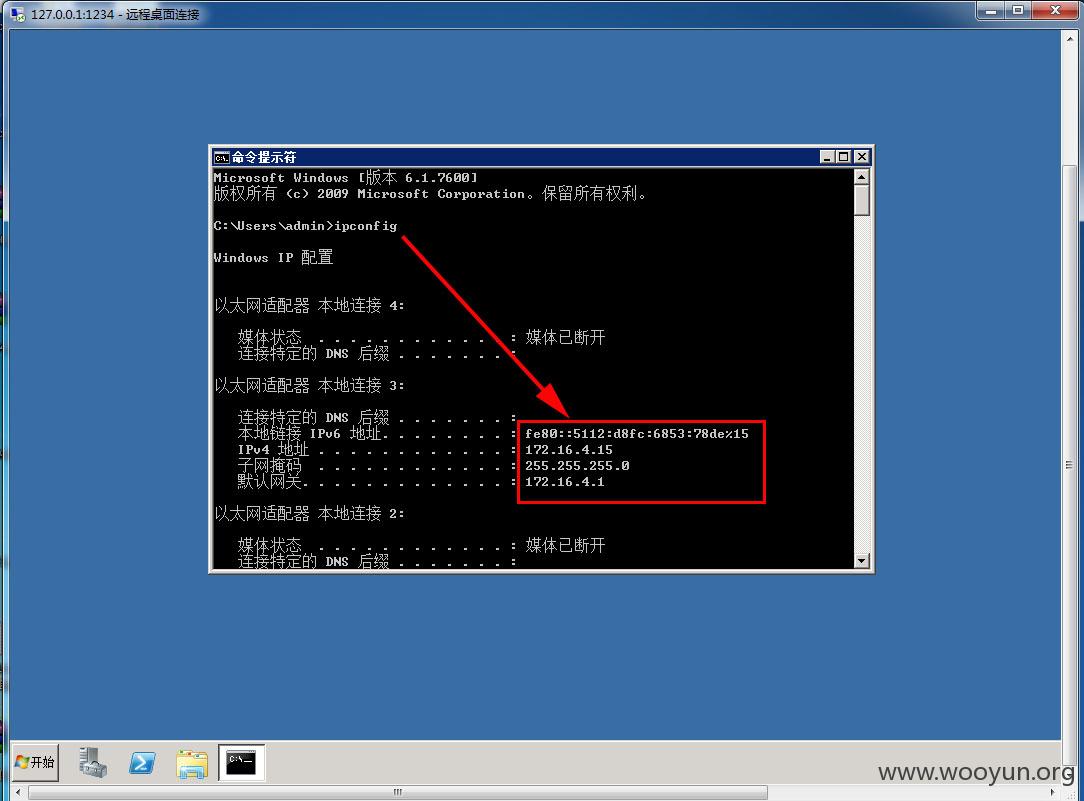 127.0.0.1:1234 - 远程桌面连接
命令提示符
Microsoft Windows [版本 6.1.7600]
版权所有 (c) 2009 Microsoft Corporation。保留所有权利。
C:\Users\admin>ipconfig
Windows IP 配置
以太网适配器 本地连接 4:
媒体状态 . . . . . . . . . . . . : 媒体已断开
连接特定的 DNS 后缀 . . . . . . . :
以太网适配器 本地连接 3:
连接特定的 DNS 后缀 . . . . . . . :
本地链接 IPv6 地址. . . . . . . . : fe80::5112:d8fc:6853:78de%15
IPv4 地址 . . . . . . . . . . . . : 172.16.4.15
子网掩码 . . . . . . . . . . . . : 255.255.255.0
默认网关. . . . . . . . . . . . . : 172.16.4.1
以太网适配器 本地连接 2:
媒体状态 . . . . . . . . . . . . : 媒体已断开
连接特定的 DNS 后缀 . . . . . . . :
开始
www.wooyun.org